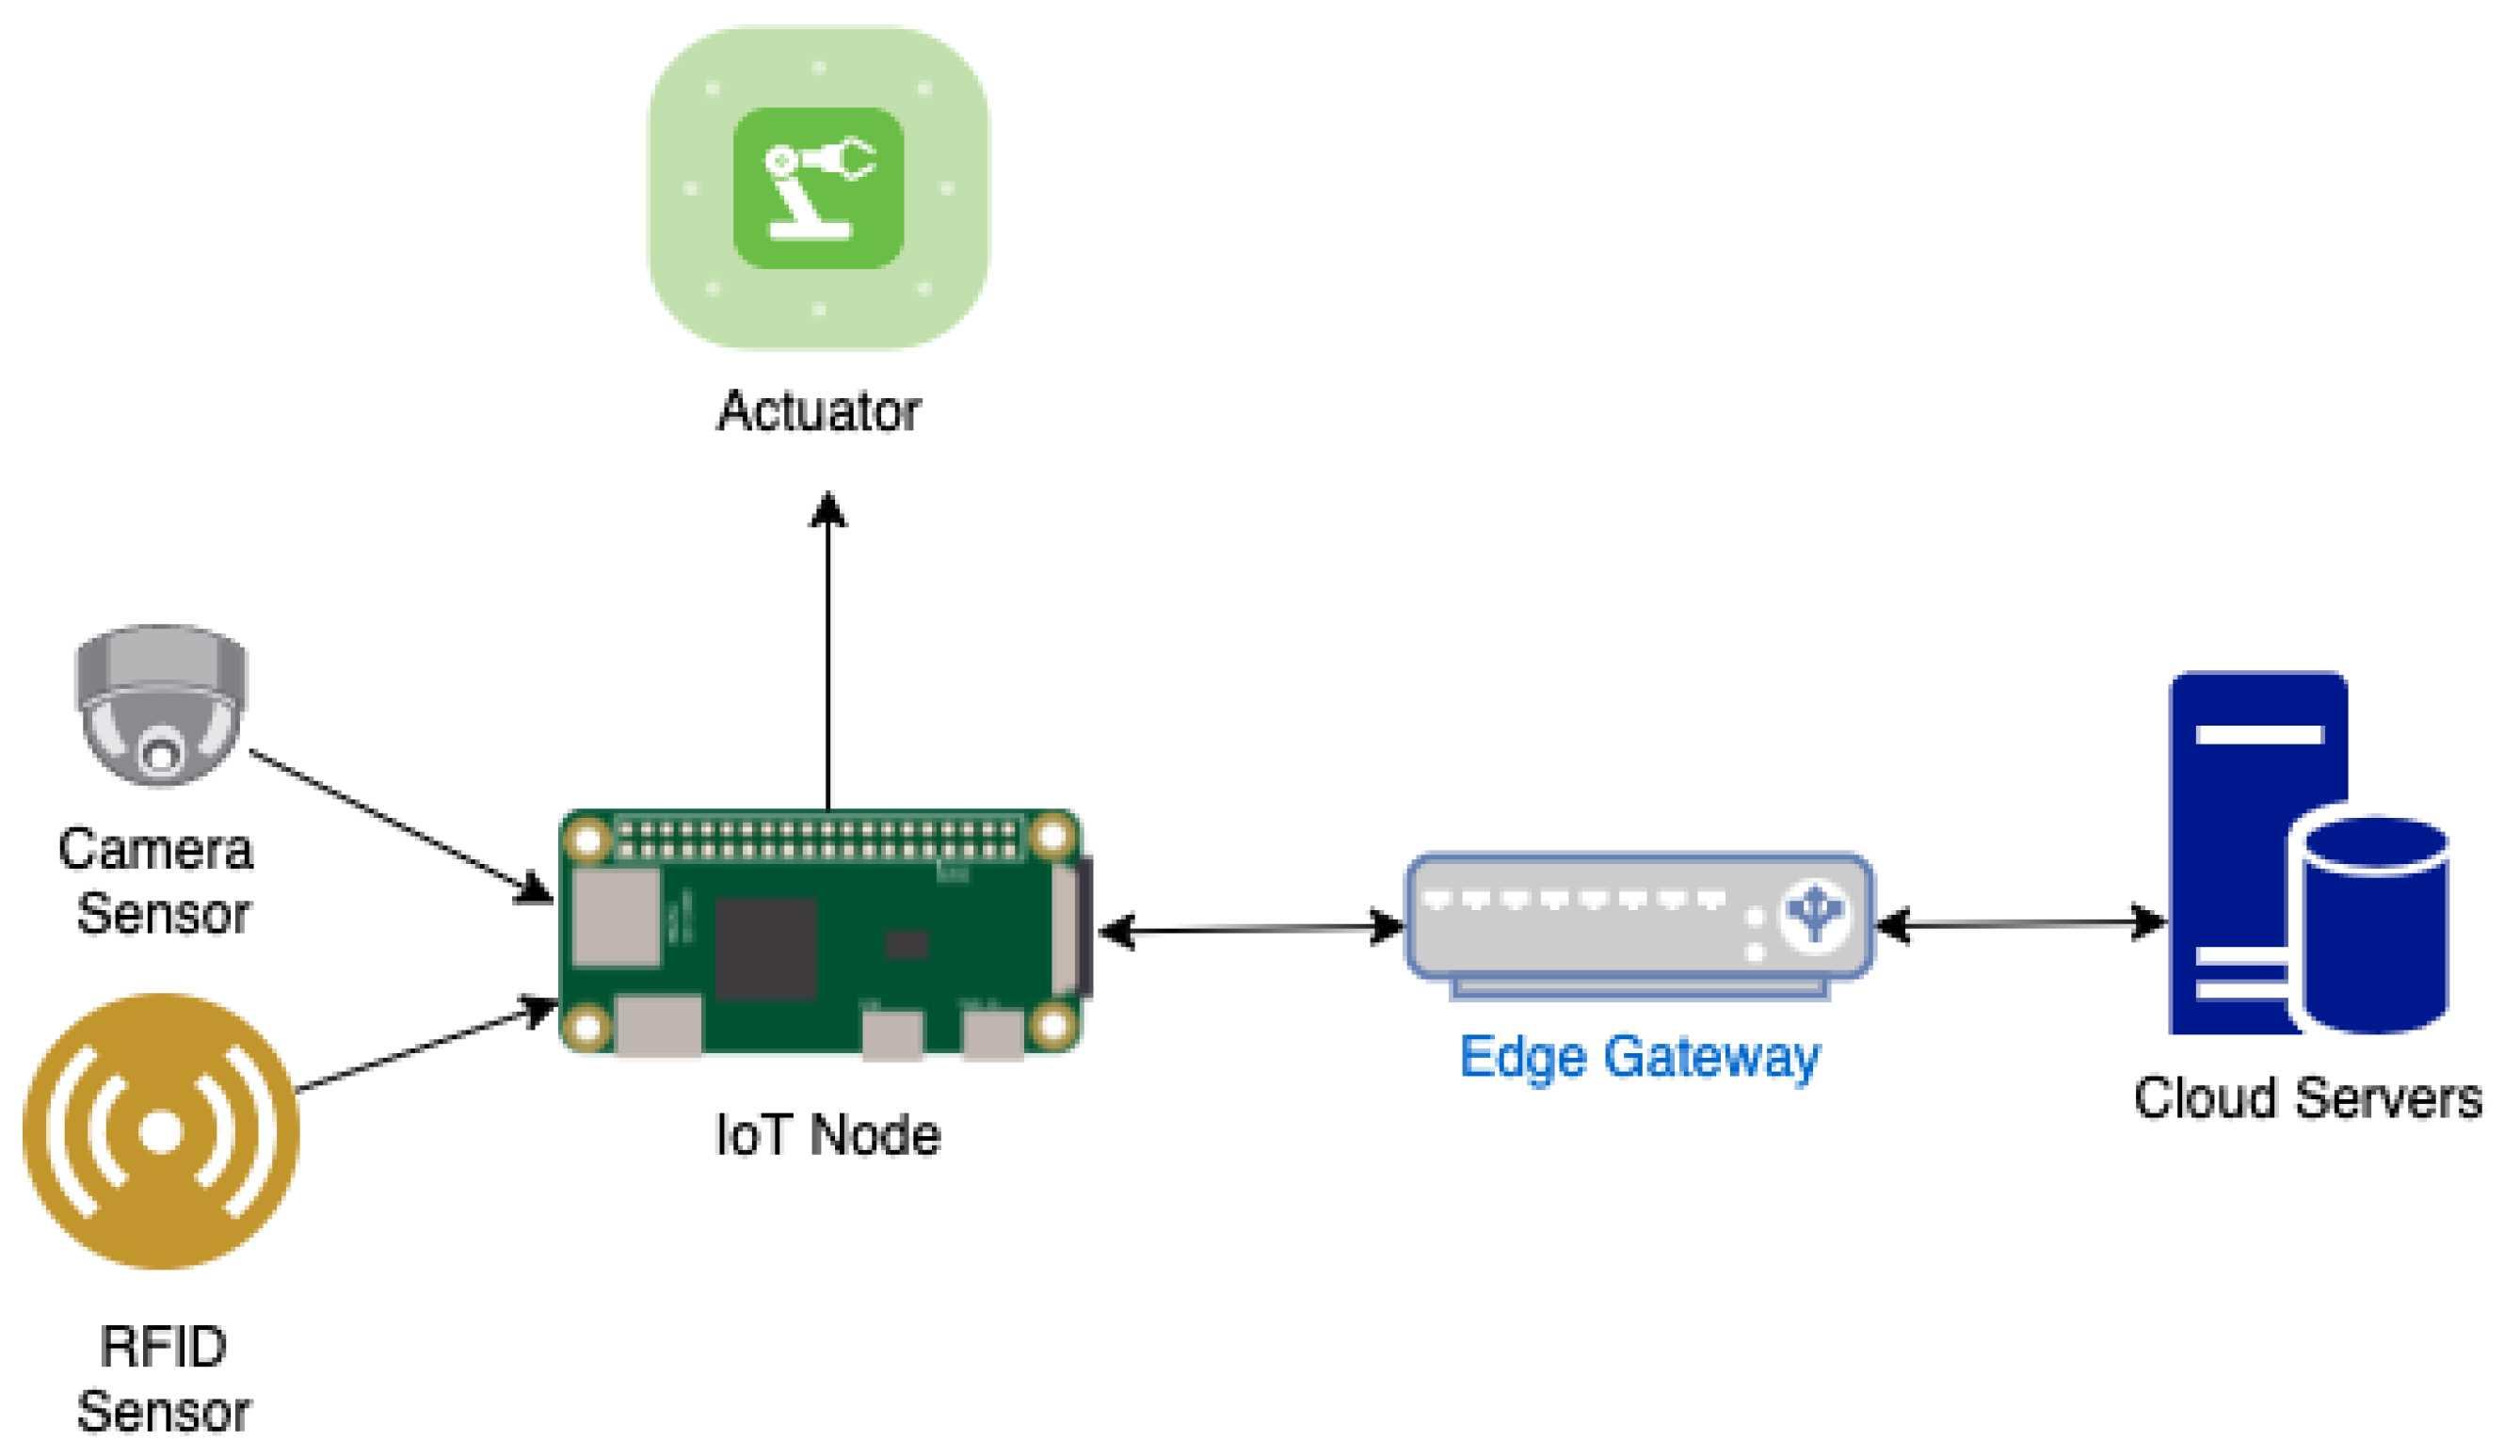 Actuator
Camera
Sensor
IoT Node
Edge Gateway
Cloud Servers
RFID
Sensor